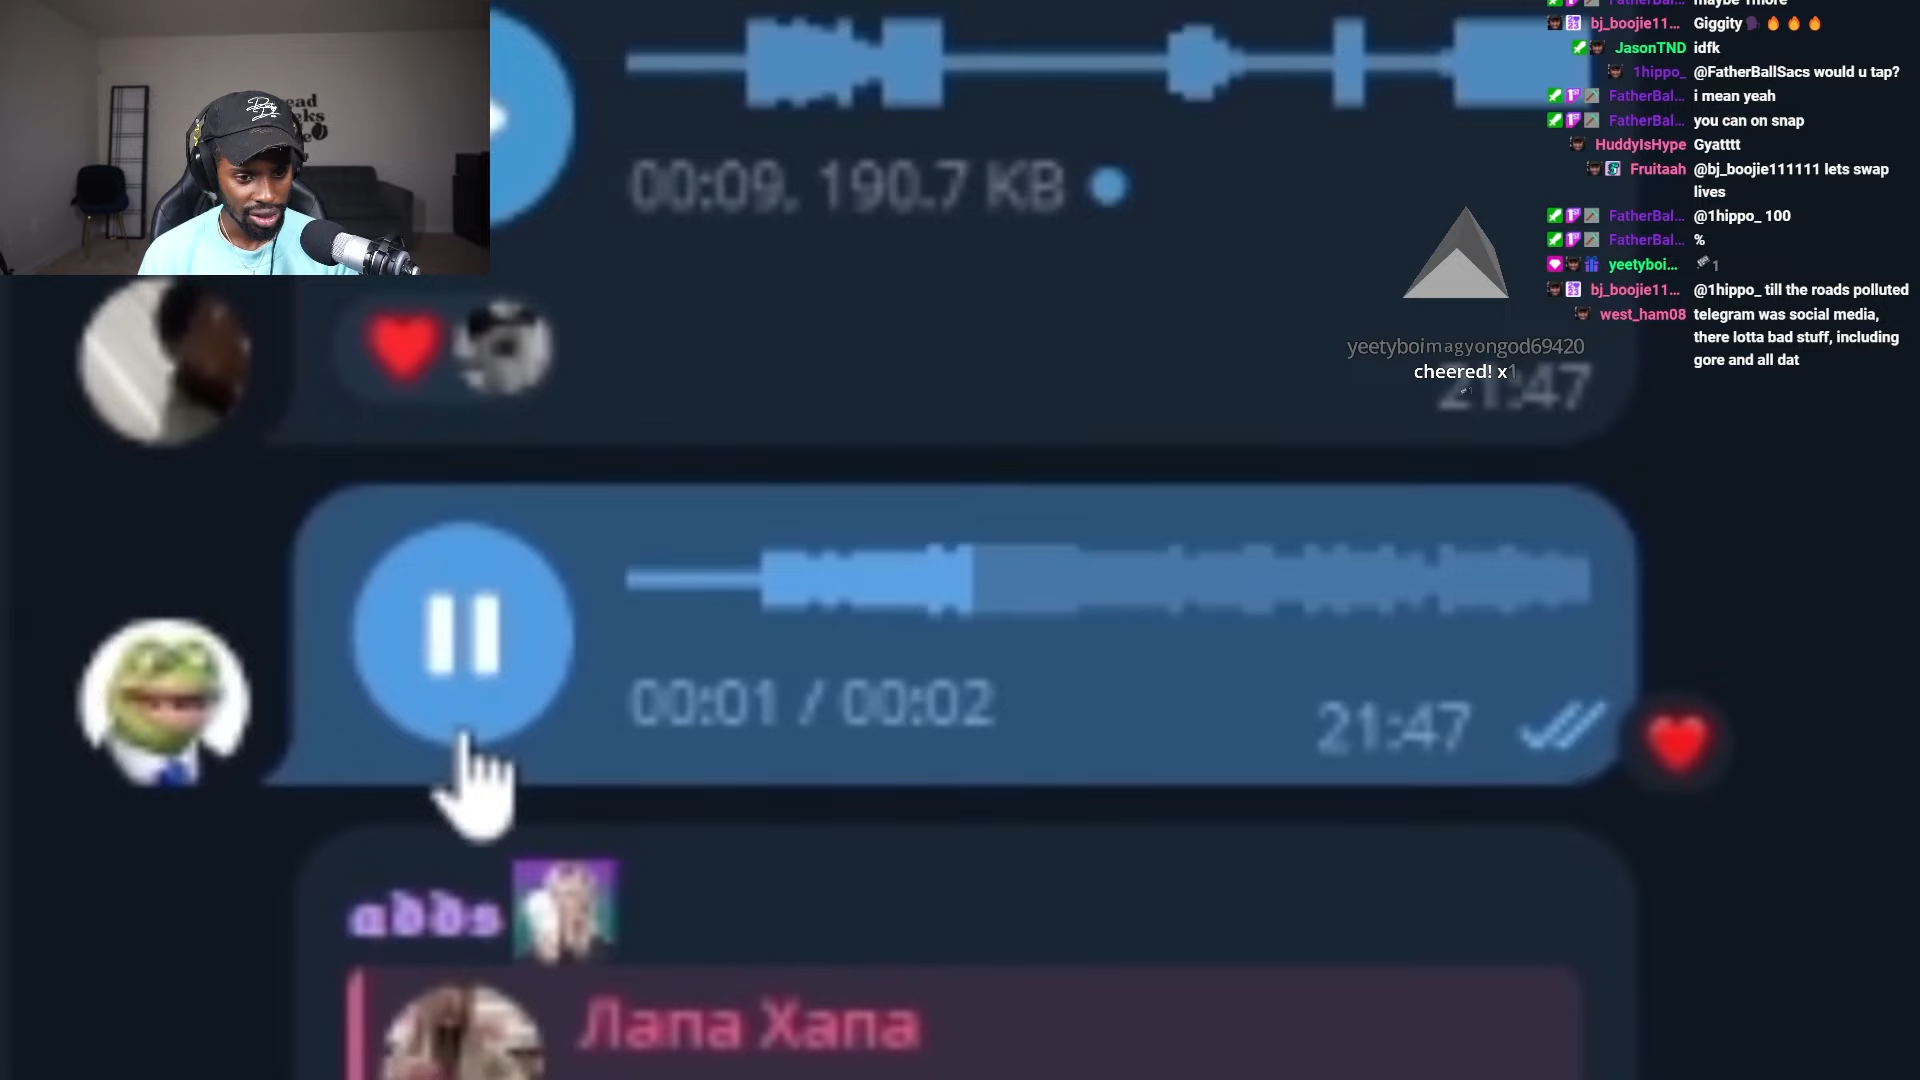 maybe 1more
bj_boojie11... Giggity
JasonTND idfk
1hippo_ @FatherBallSacs would u tap?
FatherBal... i mean yeah
FatherBal... you can on snap
HuddyIsHype Gyatttt
Fruitaah @bj_boojie111111 lets swap
lives
FatherBal... @1hippo_ 100
FatherBal... %
yeetyboi... 1
bj_boojie11... @1hippo_ till the roads polluted
west_ham08 telegram was social media,
there lotta bad stuff, including
gore and all dat
00:09, 190.7 KB
yeetyboimagyongod69420
cheered! x1
21:47
00:01 / 00:02
21:47
adds
Лапа Хапа